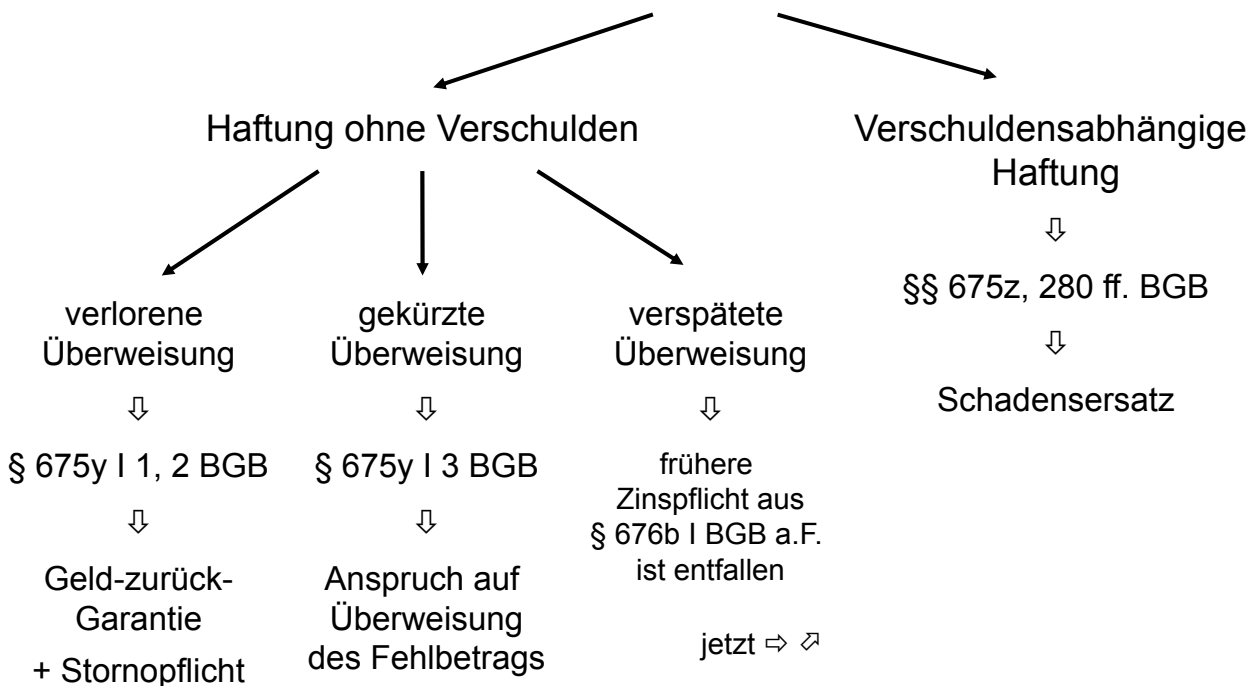 Haftung ohne Verschulden
Verschuldensabhängige
Haftung
⇩
§§ 675z, 280 ff. BGB
⇩
Schadensersatz
verlorene
Überweisung
⇩
§ 675y I 1, 2 BGB
⇩
Geld-zurück-
Garantie
+ Stornopflicht
gekürzte
Überweisung
⇩
§ 675y I 3 BGB
⇩
Anspruch auf
Überweisung
des Fehlbetrags
verspätete
Überweisung
⇩
frühere
Zinspflicht aus
§ 676b I BGB a.F.
ist entfallen
jetzt ⇨ ⬀